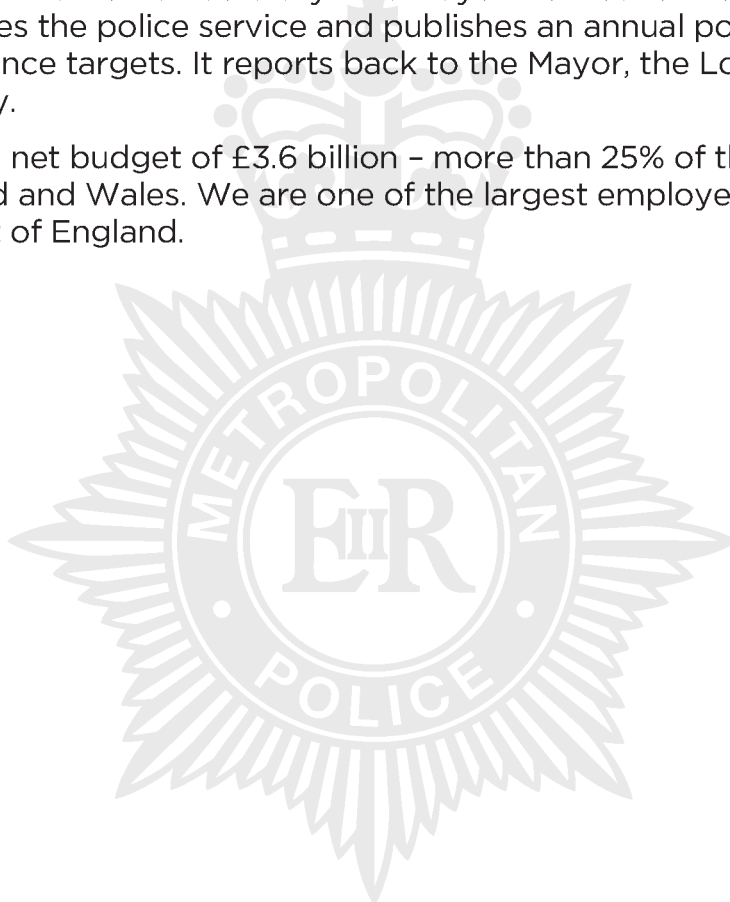 es the police service and publishes an annual po
nce targets. It reports back to the Mayor, the Lo
y.
net budget of £3.6 billion – more than 25% of th
d and Wales. We are one of the largest employe
of England.
METROPOLITAN
EIIR
POLICE